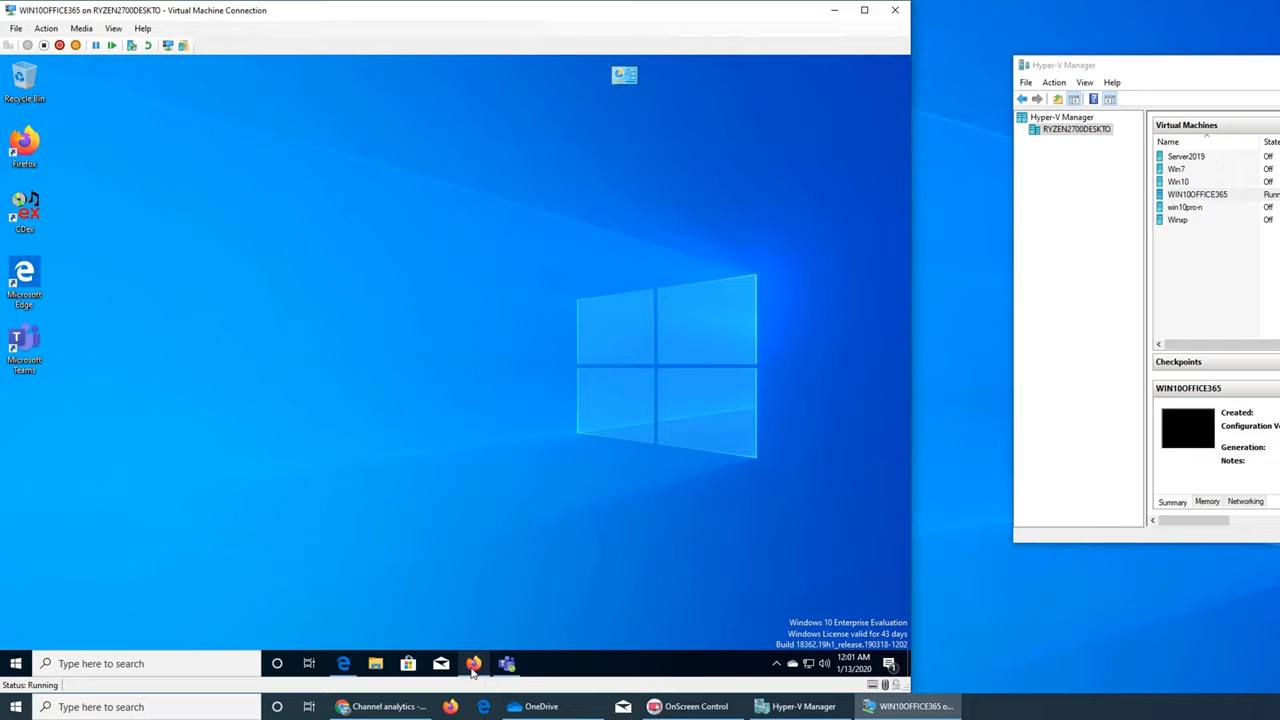 WIN10OFFICE365 on RYZEN2700DESKTO - Virtual Machine Connection
File Action Media View Help
Recycle Bin
Firefox
CDex
Microsoft
Edge
Microsoft
Teams
Windows 10 Enterprise Evaluation
Windows License valid for 43 days
Build 18362.19h1_release.190318-1202
Type here to search
12:01 AM
1/13/2020
1
Status: Running
Hyper-V Manager
File Action View Help
Hyper-V Manager
RYZEN2700DESKTO
Virtual Machines
Name State
Server2019 Off
Win7 Off
Win10 Off
WIN10OFFICE365 Runn
win10pro-n Off
Winxp Off
Checkpoints
WIN10OFFICE365
Created:
Configuration Ve
Generation:
Notes:
Summary Memory Networking
Type here to search
Channel analytics -...
OneDrive
OnScreen Control
Hyper-V Manager
WIN10OFFICE365 o...